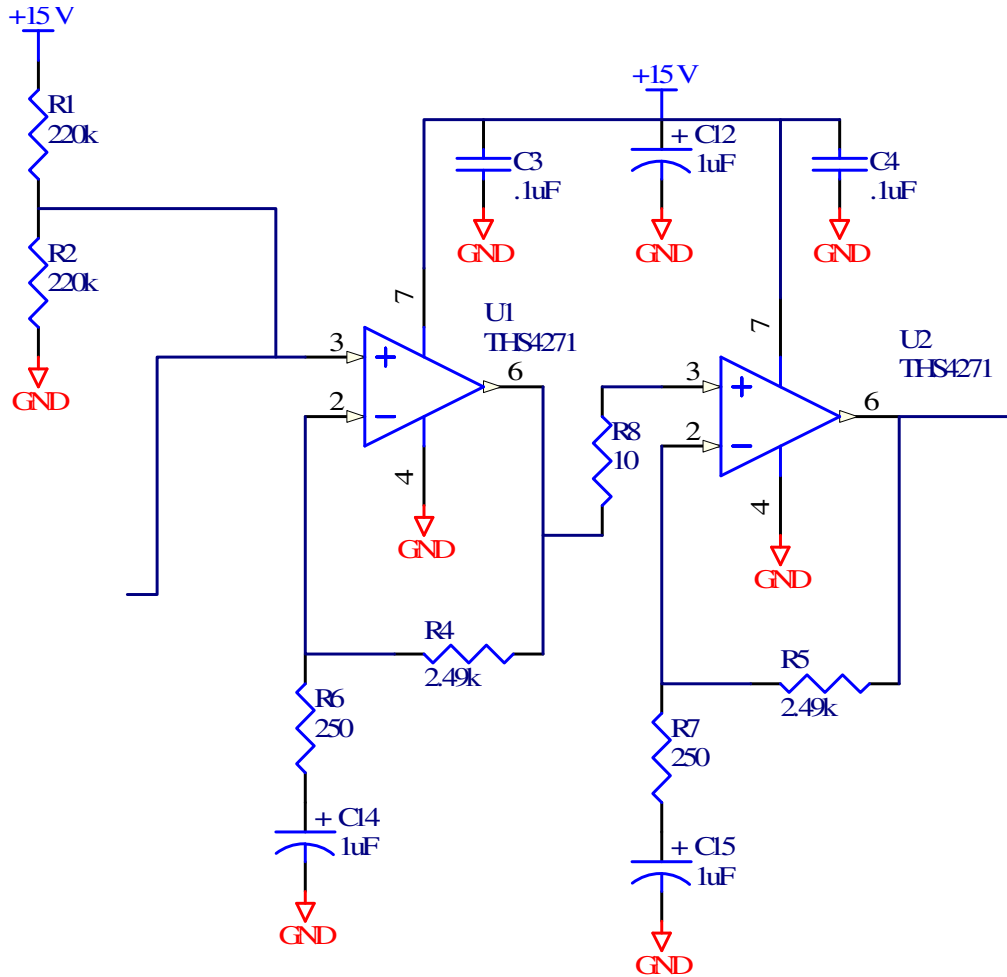 +15 V
R1
220k
R2
220k
GND
+15 V
C3
.1uF
GND
+ C12
1uF
GND
C4
.1uF
GND
7
U1
THS4271
3
+
2
−
6
4
GND
R8
10
7
U2
THS4271
3
+
2
−
6
4
GND
R4
2.49k
R6
250
+ C14
1uF
GND
R5
2.49k
R7
250
+ C15
1uF
GND